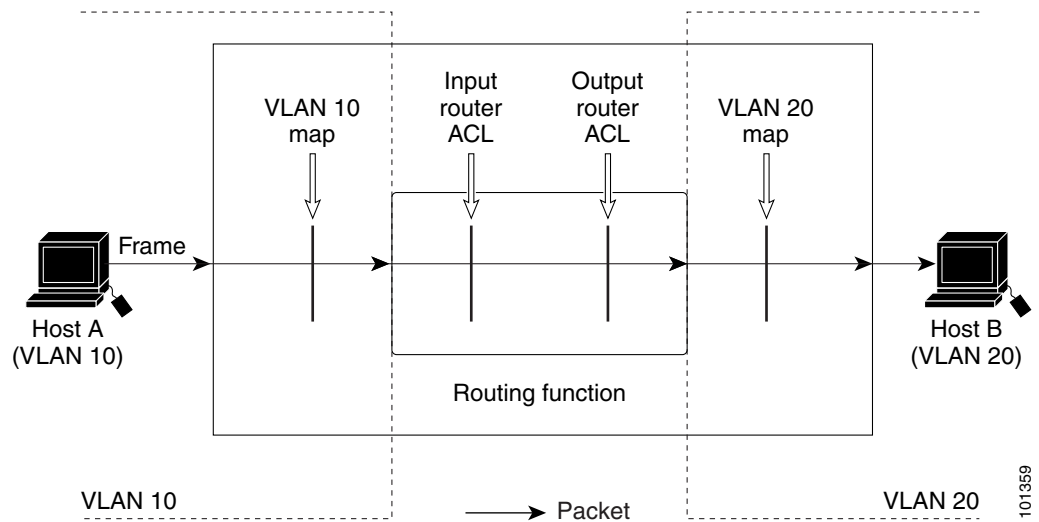 VLAN 10
map
Input
router
ACL
Output
router
ACL
VLAN 20
map
Frame
Host A
(VLAN 10)
Host B
(VLAN 20)
Routing function
VLAN 10
Packet
VLAN 20
101359